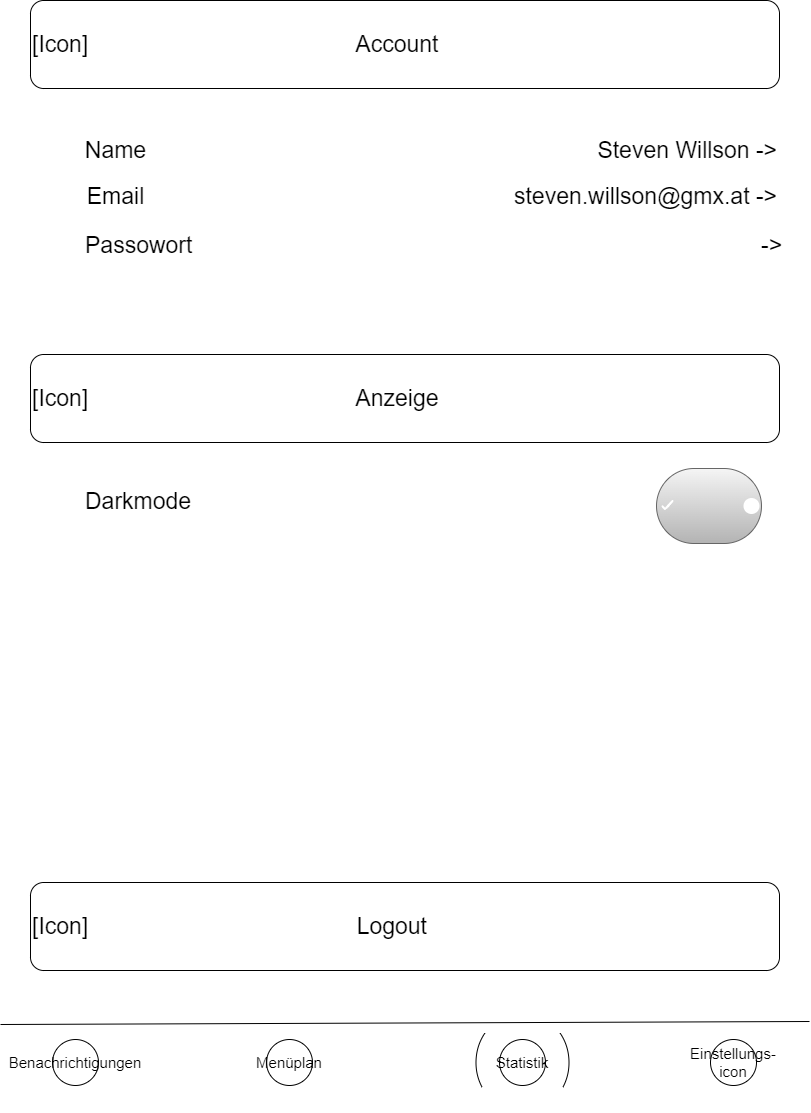 [Icon] Account
Name Steven Willson ->
Email steven.willson@gmx.at ->
Passowort ->
[Icon] Anzeige
Darkmode
[Icon] Logout
Benachrichtigungen Menüplan ( Statistik ) Einstellungs-
icon